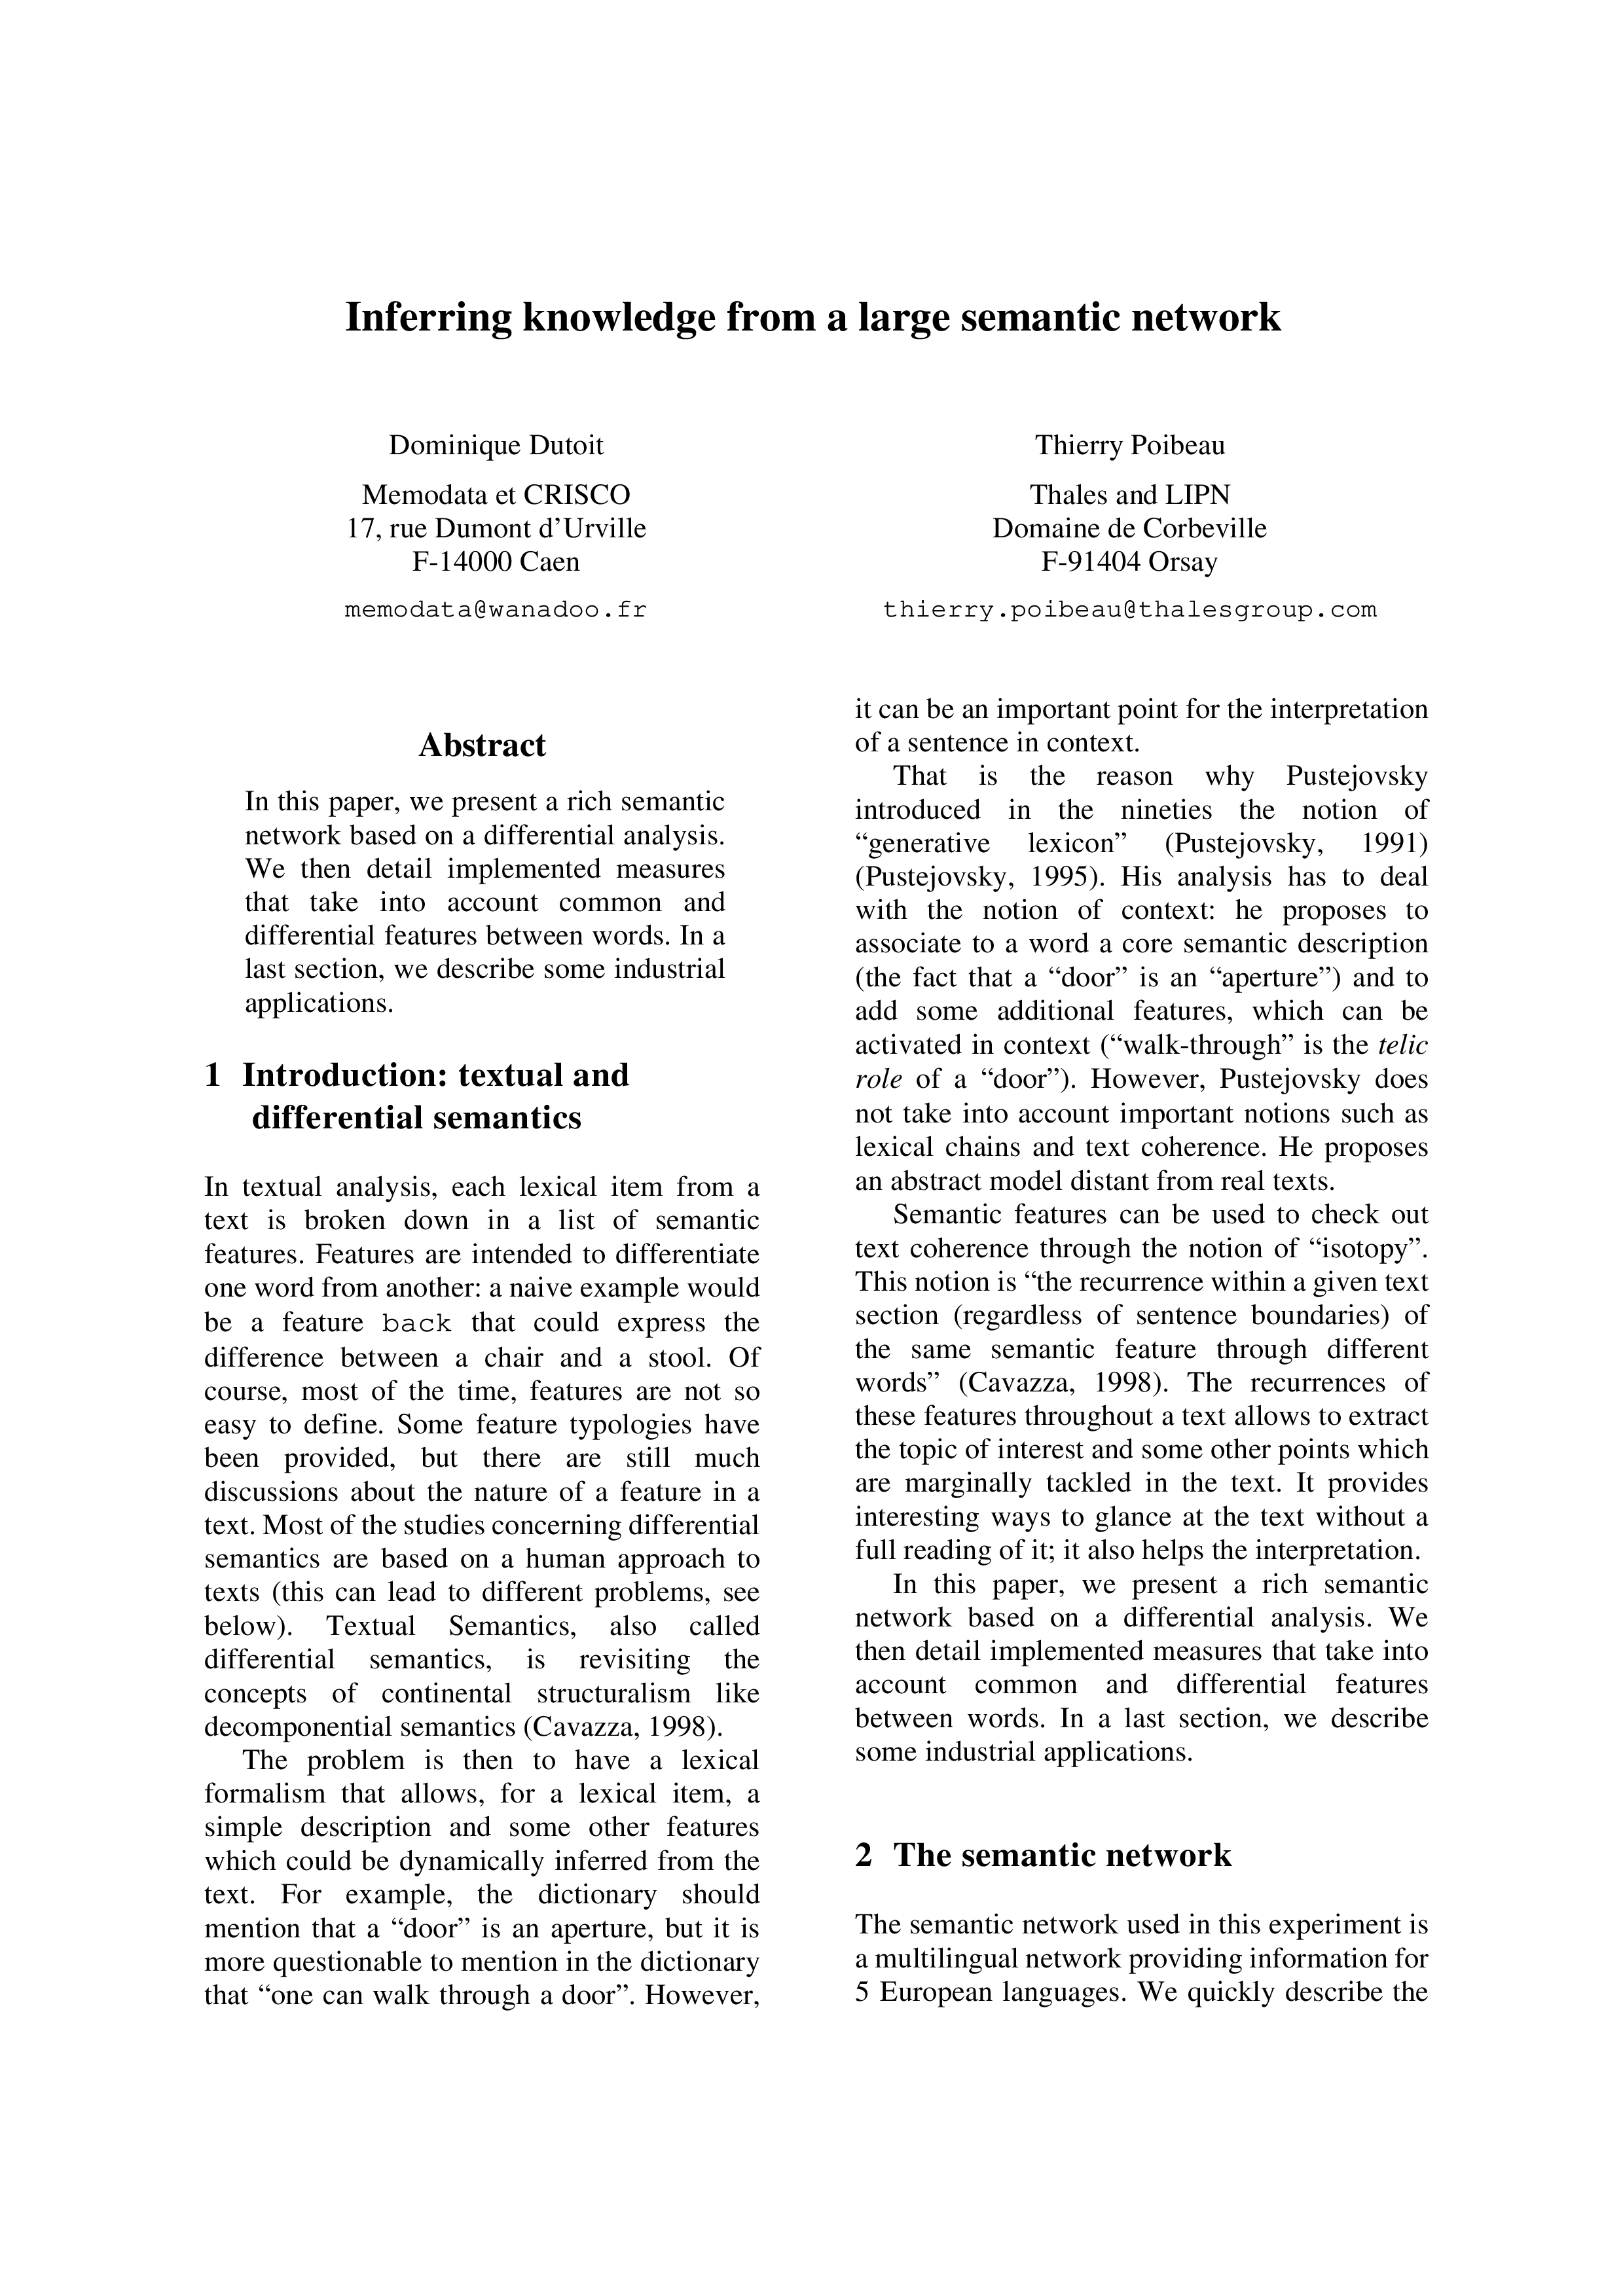 Inferring knowledge from a large semantic network
Dominique Dutoit
Memodata et CRISCO
17, rue Dumont d'Urville
F-14000 Caen
memodata@wanadoo.fr
Thierry Poibeau
Thales and LIPN
Domaine de Corbeville
F-91404 Orsay
thierry.poibeau@thalesgroup.com
Abstract
In this paper, we present a rich semantic
network based on a differential analysis.
We then detail implemented measures
that take into account common and
differential features between words. In a
last section, we describe some industrial
applications.
1 Introduction: textual and
differential semantics
In textual analysis, each lexical item from a
text is broken down in a list of semantic
features. Features are intended to differentiate
one word from another: a naive example would
be a feature back that could express the
difference between a chair and a stool. Of
course, most of the time, features are not so
easy to define. Some feature typologies have
been provided, but there are still much
discussions about the nature of a feature in a
text. Most of the studies concerning differential
semantics are based on a human approach to
texts (this can lead to different problems, see
below). Textual Semantics, also called
differential semantics, is revisiting the
concepts of continental structuralism like
decomponential semantics (Cavazza, 1998).
The problem is then to have a lexical
formalism that allows, for a lexical item, a
simple description and some other features
which could be dynamically inferred from the
text. For example, the dictionary should
mention that a “door” is an aperture, but it is
more questionable to mention in the dictionary
that “one can walk through a door”. However,
it can be an important point for the interpretation
of a sentence in context.
That is the reason why Pustejovsky
introduced in the nineties the notion of
“generative lexicon” (Pustejovsky, 1991)
(Pustejovsky, 1995). His analysis has to deal
with the notion of context: he proposes to
associate to a word a core semantic description
(the fact that a “door” is an “aperture”) and to
add some additional features, which can be
activated in context (“walk-through” is the telic
role of a “door”). However, Pustejovsky does
not take into account important notions such as
lexical chains and text coherence. He proposes
an abstract model distant from real texts.
Semantic features can be used to check out
text coherence through the notion of “isotopy”.
This notion is “the recurrence within a given text
section (regardless of sentence boundaries) of
the same semantic feature through different
words” (Cavazza, 1998). The recurrences of
these features throughout a text allows to extract
the topic of interest and some other points which
are marginally tackled in the text. It provides
interesting ways to glance at the text without a
full reading of it; it also helps the interpretation.
In this paper, we present a rich semantic
network based on a differential analysis. We
then detail implemented measures that take into
account common and differential features
between words. In a last section, we describe
some industrial applications.
2 The semantic network
The semantic network used in this experiment is
a multilingual network providing information for
5 European languages. We quickly describe the